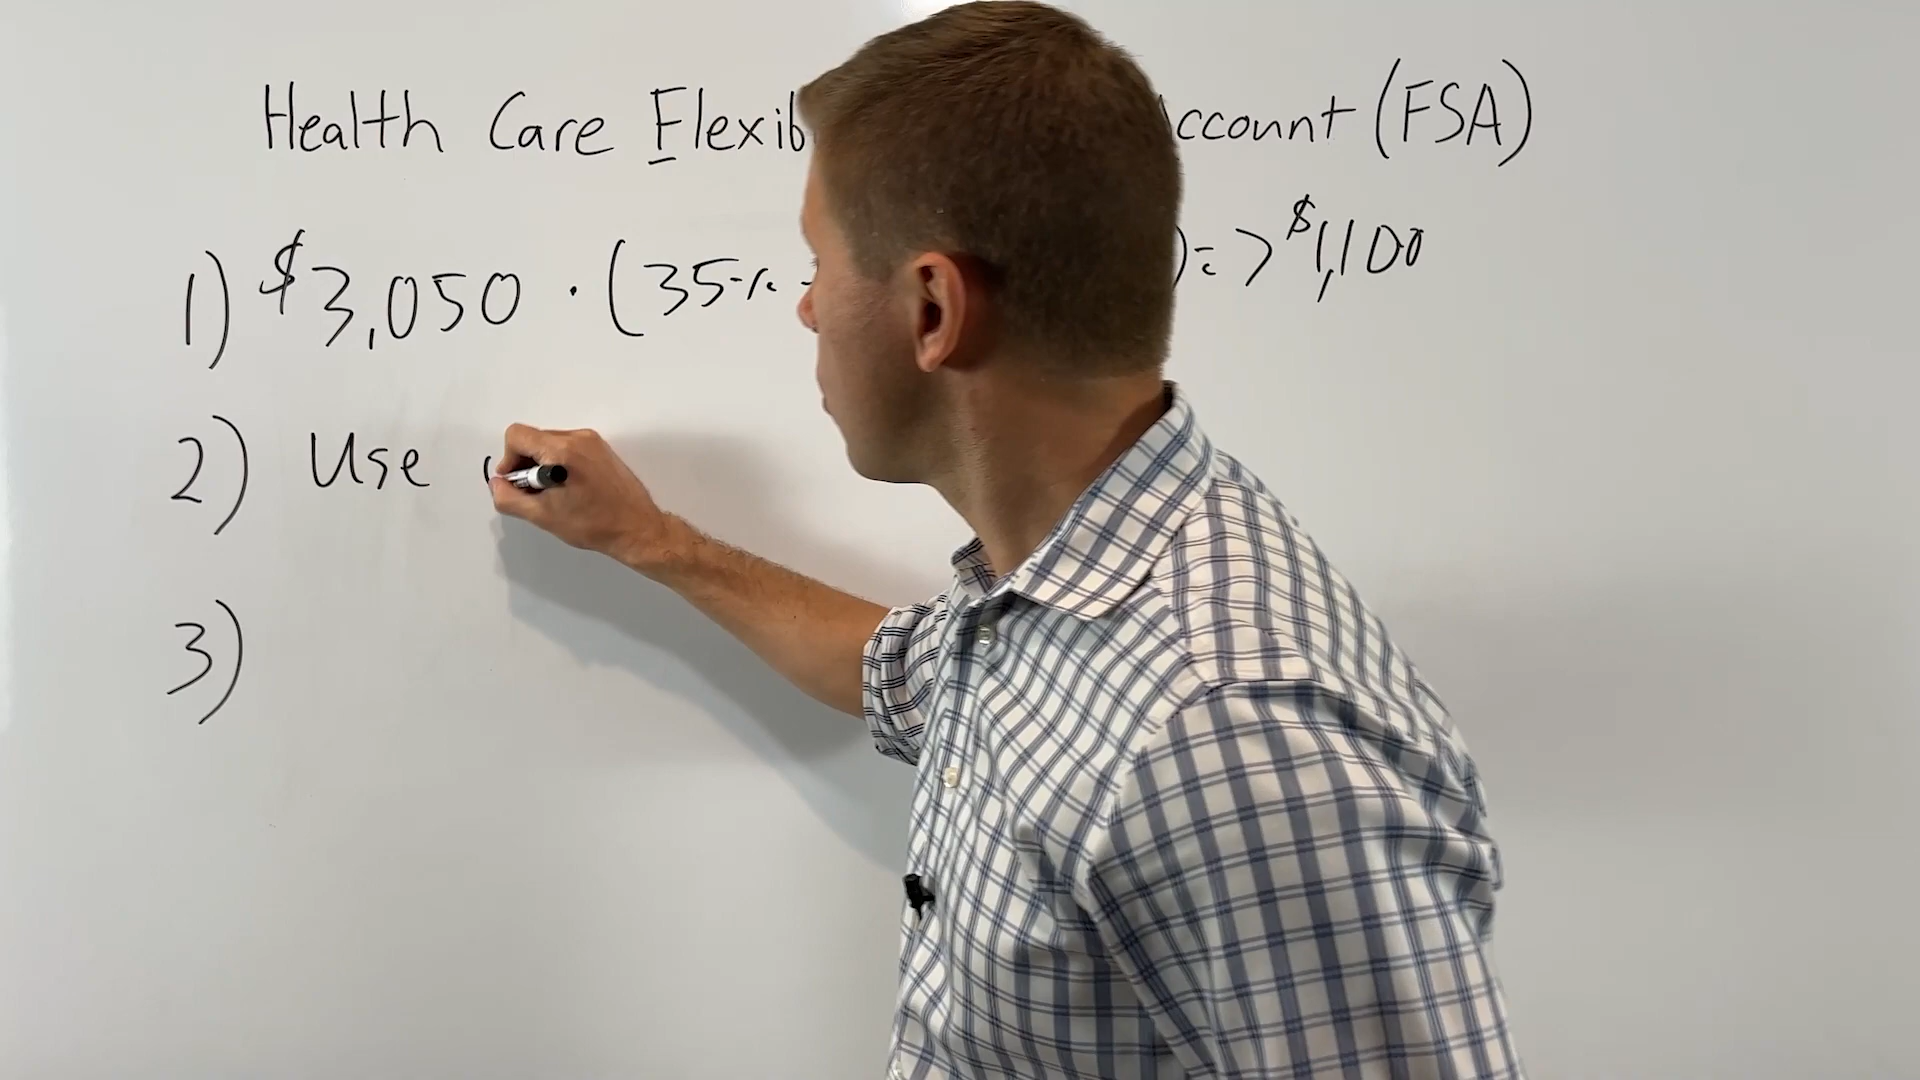 Health Care Flexib ccount (FSA)
1) $3,050 · (35% ) = > $1,100
2) Use
3)